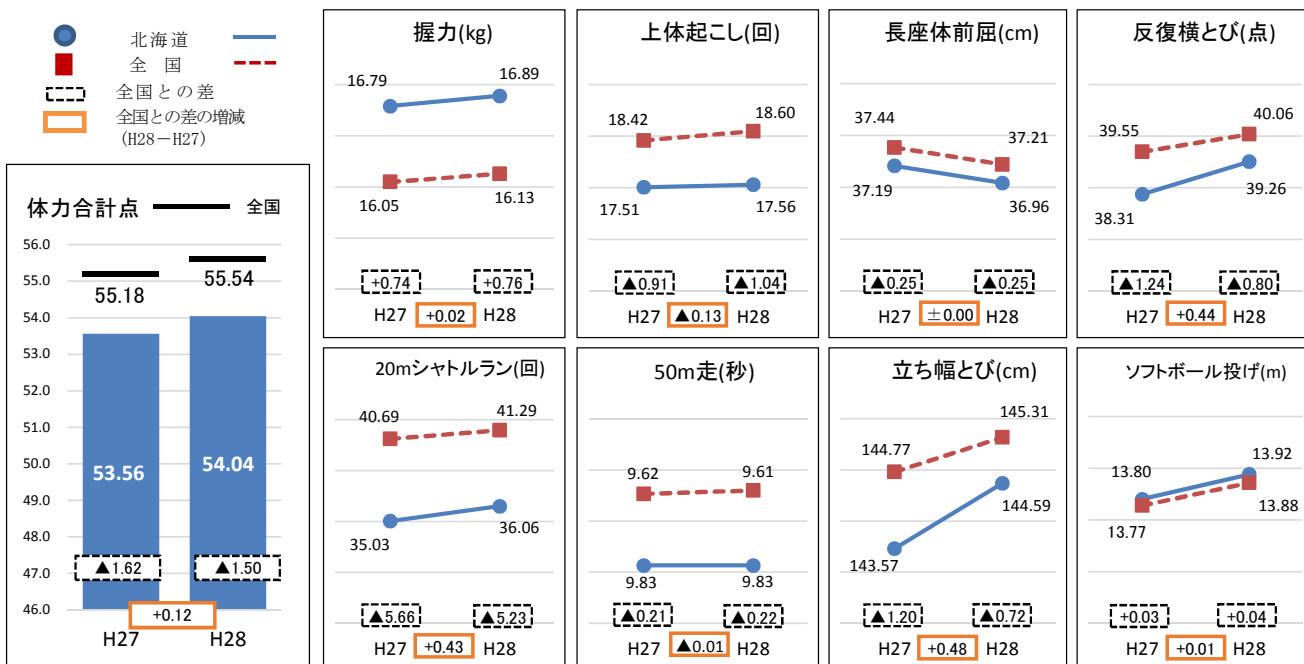 北海道
全 国
全国との差
全国との差の増減
(H28－H27)
体力合計点 全国
56.0
55.0
54.0
53.0
52.0
51.0
50.0
49.0
48.0
47.0
46.0
55.18
55.54
53.56
54.04
▲1.62
▲1.50
+0.12
H27
H28
握力(kg)
16.79
16.89
16.05
16.13
+0.74
+0.76
H27 +0.02 H28
上体起こし(回)
18.42
18.60
17.51
17.56
▲0.91
▲1.04
H27 ▲0.13 H28
長座体前屈(cm)
37.44
37.21
37.19
36.96
▲0.25
▲0.25
H27 ±0.00 H28
反復横とび(点)
39.55
40.06
38.31
39.26
▲1.24
▲0.80
H27 +0.44 H28
20mシャトルラン(回)
40.69
41.29
35.03
36.06
▲5.66
▲5.23
H27 +0.43 H28
50m走(秒)
9.62
9.61
9.83
9.83
▲0.21
▲0.22
H27 ▲0.01 H28
立ち幅とび(cm)
144.77
145.31
143.57
144.59
▲1.20
▲0.72
H27 +0.48 H28
ソフトボール投げ(m)
13.80
13.92
13.77
13.88
+0.03
+0.04
H27 +0.01 H28